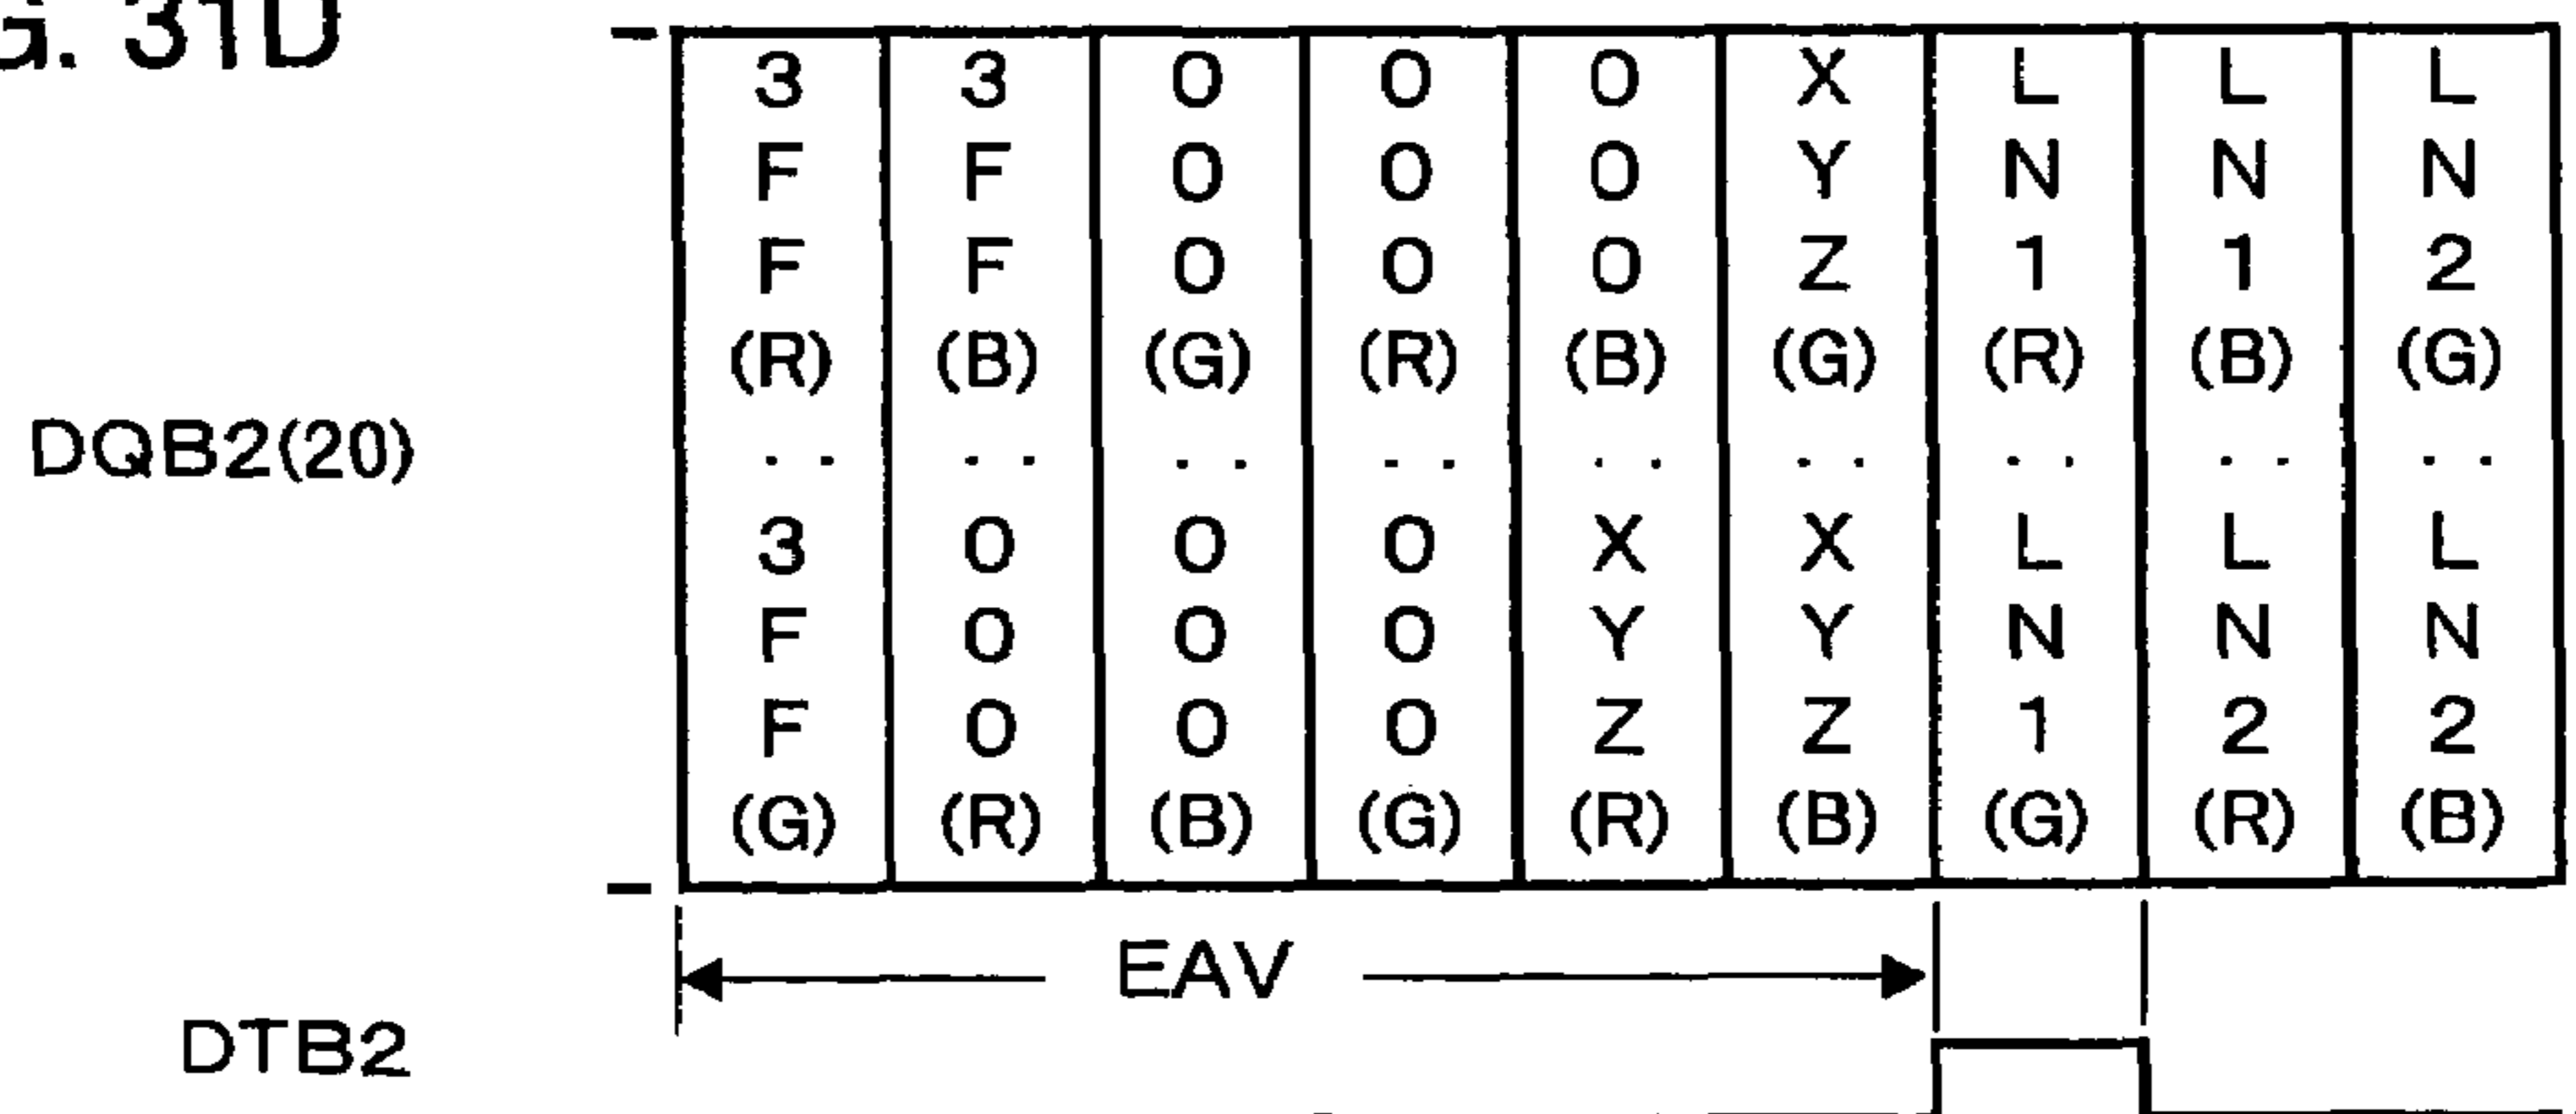 G. 31D
3 3 0 0 0 X L L L
F F 0 0 0 Y N N N
F F 0 0 0 Z 1 1 2
(R) (B) (G) (R) (B) (G) (R) (B) (G)
DQB2(20)
.. .. .. .. .. .. .. .. ..
3 0 0 0 X X L L L
F 0 0 0 Y Y N N N
F 0 0 0 Z Z 1 2 2
(G) (R) (B) (G) (R) (B) (G) (R) (B)
EAV
DTB2